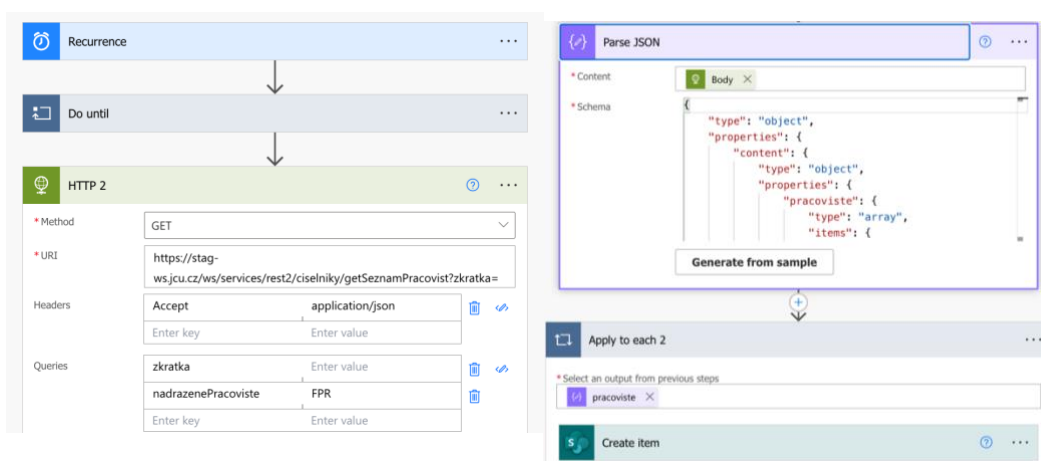 Recurrence
Do until
HTTP 2
* Method
GET
* URI
https://stag-
ws.jcu.cz/ws/services/rest2/ciselniky/getSeznamPracovist?zkratka=
Headers
Accept application/json
Enter key Enter value
Queries
zkratka Enter value
nadrazenePracoviste FPR
Enter key Enter value
Parse JSON
* Content
Body
* Schema
{
"type": "object",
"properties": {
"content": {
"type": "object",
"properties": {
"pracoviste": {
"type": "array",
"items": {
Generate from sample
Apply to each 2
* Select an output from previous steps
pracoviste
Create item